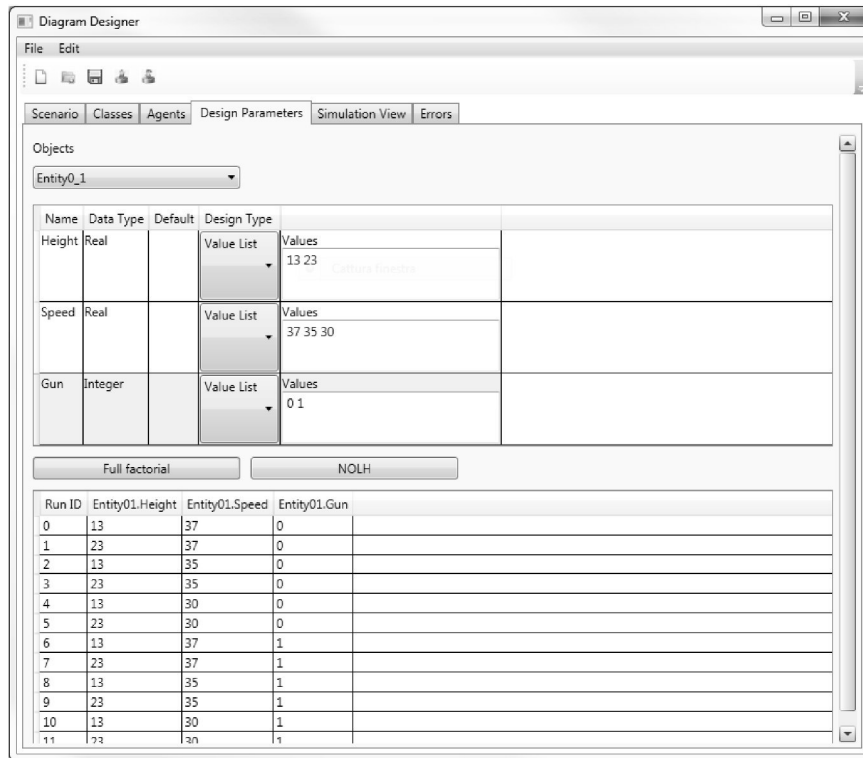 Diagram Designer
File Edit
Scenario Classes Agents Design Parameters Simulation View Errors
Objects
Entity0_1
Name Data Type Default Design Type
Height Real Value List Values
13 23
Speed Real Value List Values
37 35 30
Gun Integer Value List Values
0 1
Full factorial NOLH
Run ID Entity01.Height Entity01.Speed Entity01.Gun
0 13 37 0
1 23 37 0
2 13 35 0
3 23 35 0
4 13 30 0
5 23 30 0
6 13 37 1
7 23 37 1
8 13 35 1
9 23 35 1
10 13 30 1
11 23 30 1